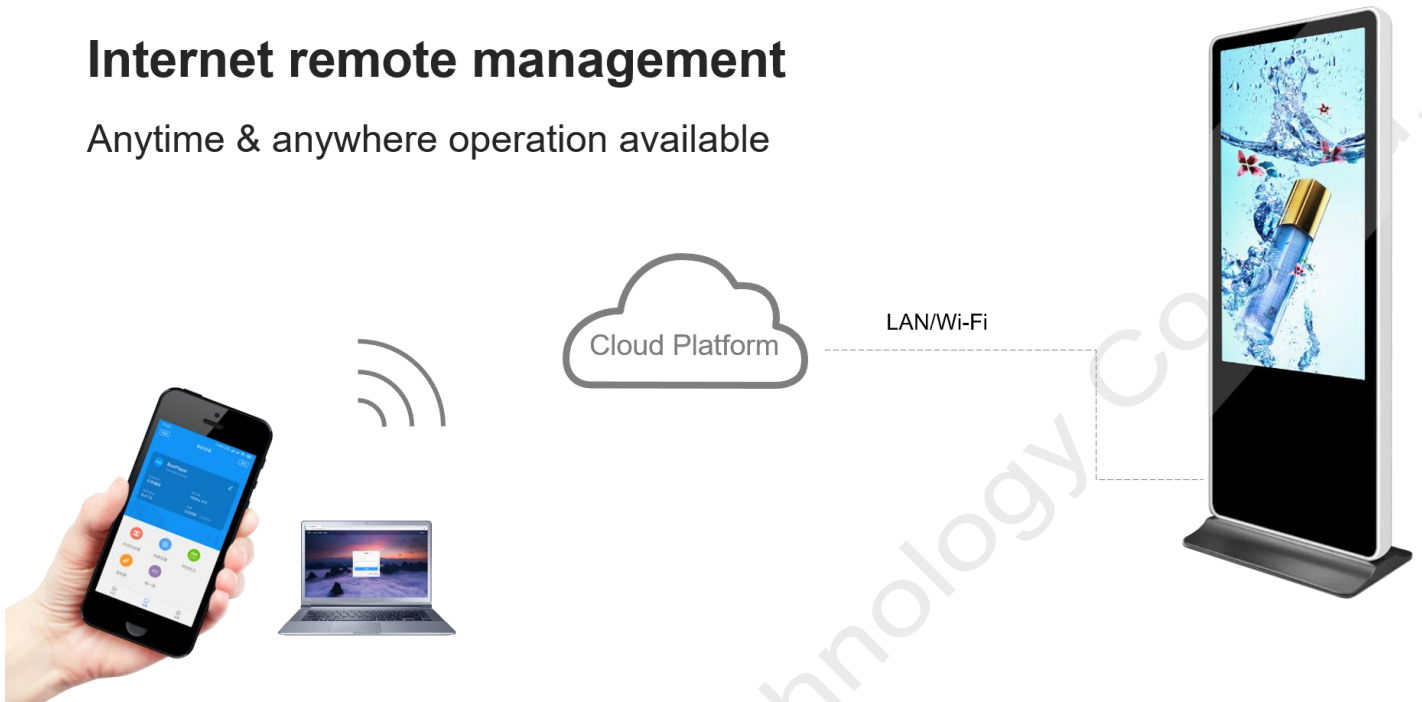 Internet remote management
Anytime & anywhere operation available
LAN/Wi-Fi
Cloud Platform